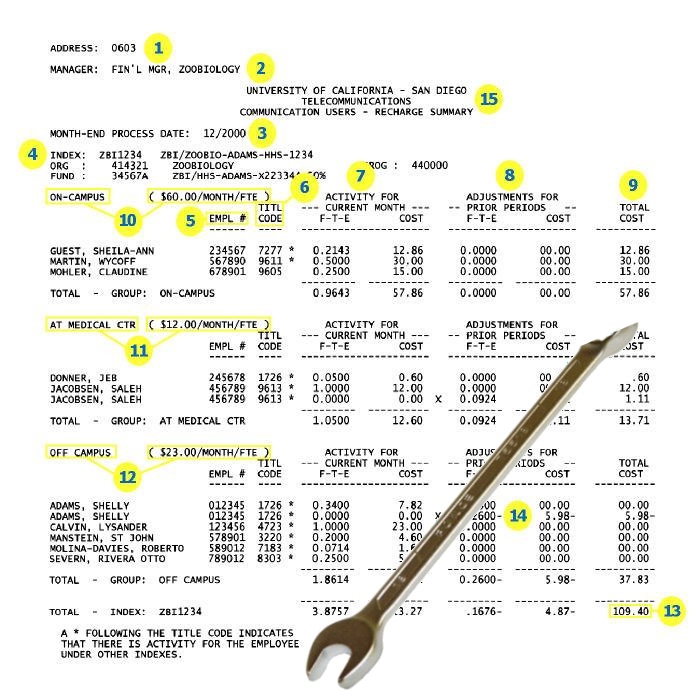 ADDRESS: 0603 1
MANAGER: FIN'L MGR, ZOOBIOLOGY 2
UNIVERSITY OF CALIFORNIA - SAN DIEGO
TELECOMMUNICATIONS 15
COMMUNICATION USERS - RECHARGE SUMMARY
MONTH-END PROCESS DATE: 12/2000 3
4 INDEX: ZBI1234 ZBI/ZOOBIO-ADAMS-HHS-1234
ORG : 414321 ZOOBIOLOGY : 440000
FUND : 34567A
6 7 8 9
ON-CAMPUS ( $60.00/MONTH/FTE ) ACTIVITY FOR ADJUSTMENTS FOR
TITL --- CURRENT MONTH --- -- PRIOR PERIODS -- TOTAL
10 5 EMPL # CODE F-T-E COST F-T-E COST COST
GUEST, SHEILA-ANN 234567 7277 * 0.2143 12.86 0.0000 00.00 12.86
MARTIN, WYCOFF 567890 9611 * 0.5000 30.00 0.0000 00.00 30.00
MOHLER, CLAUDINE 678901 9605 0.2500 15.00 0.0000 00.00 15.00
TOTAL - GROUP: ON-CAMPUS 0.9643 57.86 0.0000 00.00 57.86
AT MEDICAL CTR ( $12.00/MONTH/FTE ) ACTIVITY FOR ADJUSTMENTS FOR
TITL --- CURRENT MONTH --- -- PRIOR PERIODS --
11 EMPL # CODE F-T-E COST F-T-E COST
DONNER, JEB 245678 1726 * 0.0500 0.60 0.0000 .60
JACOBSEN, SALEH 456789 9613 * 1.0000 12.00 0.0000 12.00
JACOBSEN, SALEH 456789 9613 * 0.0000 0.00 X 0.0924 1.11
TOTAL - GROUP: AT MEDICAL CTR 1.0500 12.60 0.0924 13.71
OFF CAMPUS ( $23.00/MONTH/FTE ) ACTIVITY FOR FOR
TITL --- CURRENT MONTH --- TOTAL
12 EMPL # CODE F-T-E COST F-T-E COST COST
ADAMS, SHELLY 012345 1726 * 0.3400 7.82 00.00 00.00
ADAMS, SHELLY 012345 1726 * 0.0000 0.00 14 5.98- 5.98-
CALVIN, LYSANDER 123456 4723 * 1.0000 23.00 00.00 00.00
MANSTEIN, ST JOHN 578901 3220 * 0.2000 4.60 00.00 00.00
MOLINA-DAVIES, ROBERTO 589012 7183 * 0.0714 00.00 00.00
SEVERN, RIVERA OTTO 789012 8303 * 0.2500 00.00 00.00
TOTAL - GROUP: OFF CAMPUS 1.8614 0.2600- 5.98- 37.83
TOTAL - INDEX: ZBI1234 3.8757 .1676- 4.87- 109.40 13
A * FOLLOWING THE TITLE CODE INDICATES
THAT THERE IS ACTIVITY FOR THE EMPLOYEE
UNDER OTHER INDEXES.